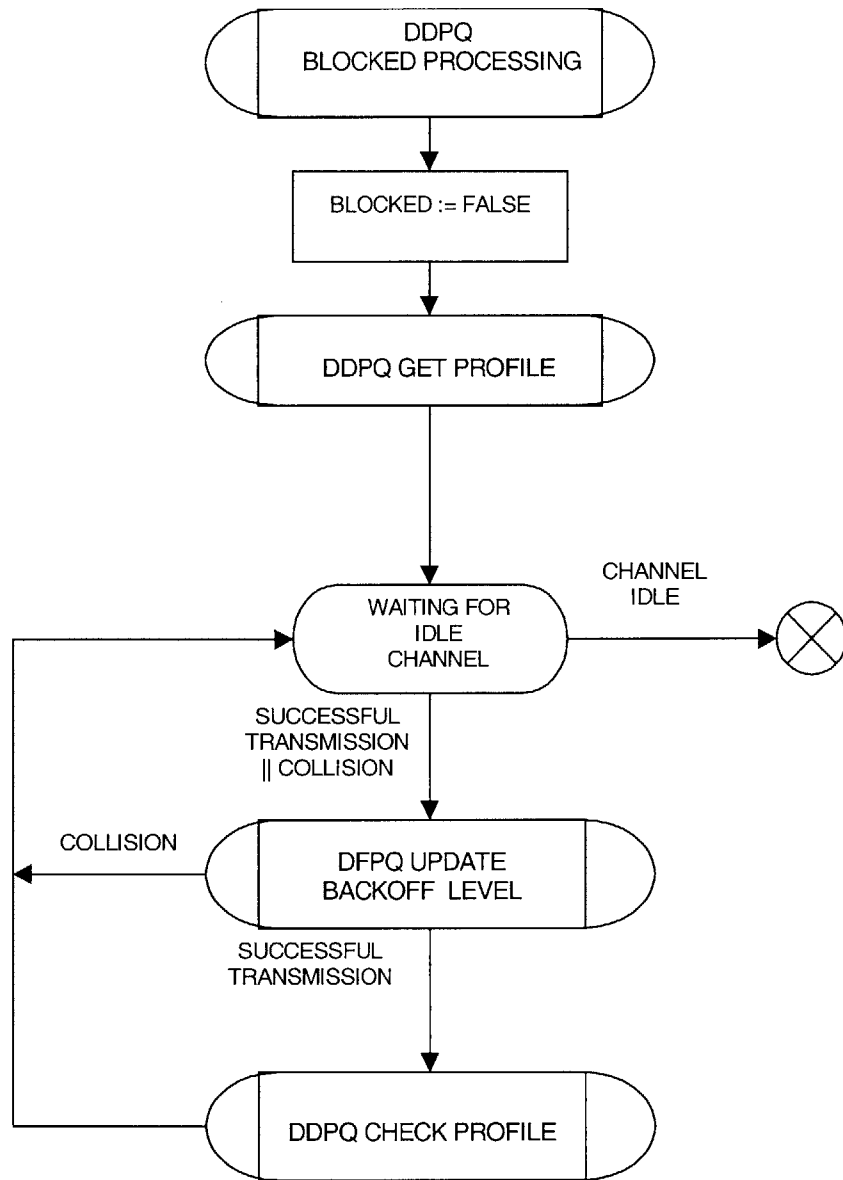 DDPQ
BLOCKED PROCESSING
BLOCKED := FALSE
DDPQ GET PROFILE
CHANNEL
IDLE
WAITING FOR
IDLE
CHANNEL
SUCCESSFUL
TRANSMISSION
|| COLLISION
COLLISION
DFPQ UPDATE
BACKOFF LEVEL
SUCCESSFUL
TRANSMISSION
DDPQ CHECK PROFILE